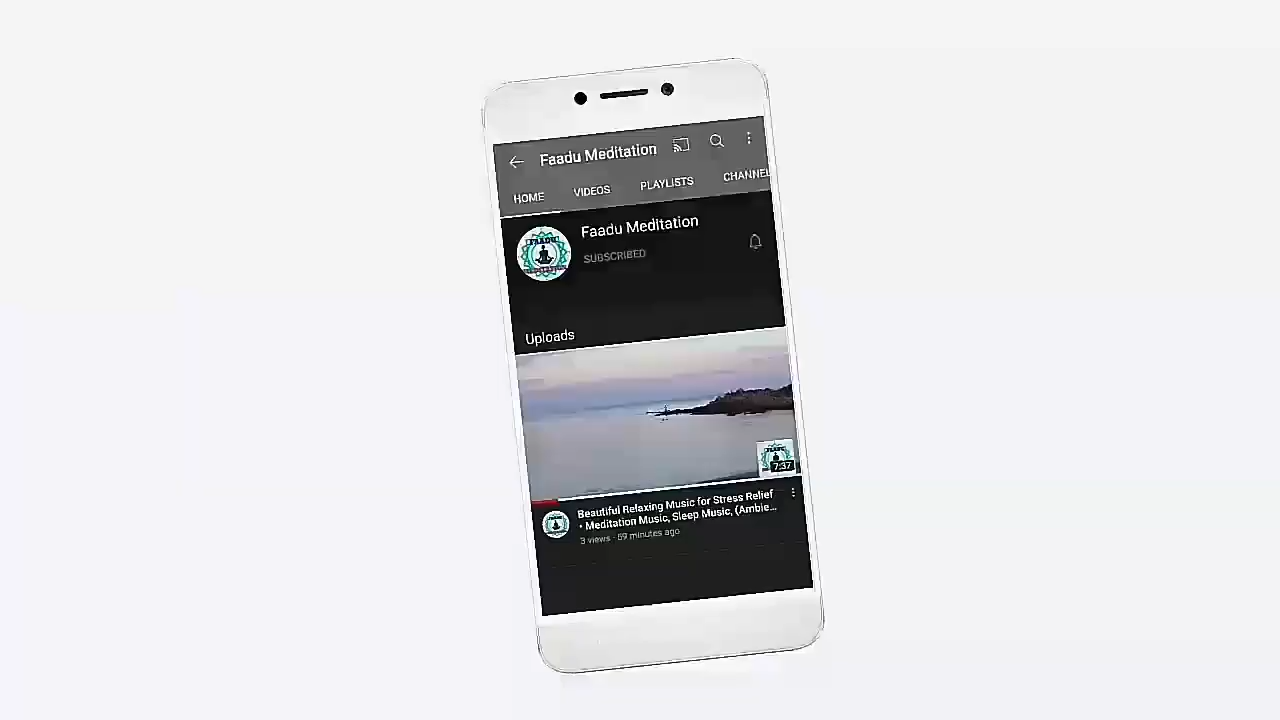 Faadu Meditation
HOME VIDEOS PLAYLISTS CHANNEL
Faadu Meditation
SUBSCRIBED
Uploads
FAADU
7:37
Beautiful Relaxing Music for Stress Relief
• Meditation Music, Sleep Music, (Ambie...
3 views · 59 minutes ago